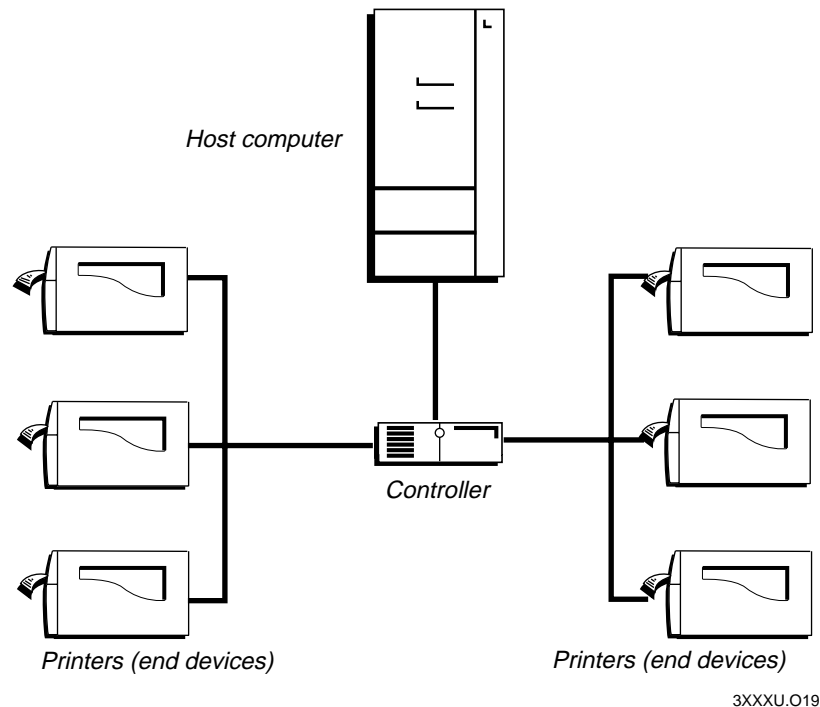 Host computer
Controller
Printers (end devices)
Printers (end devices)
3XXXU.O19